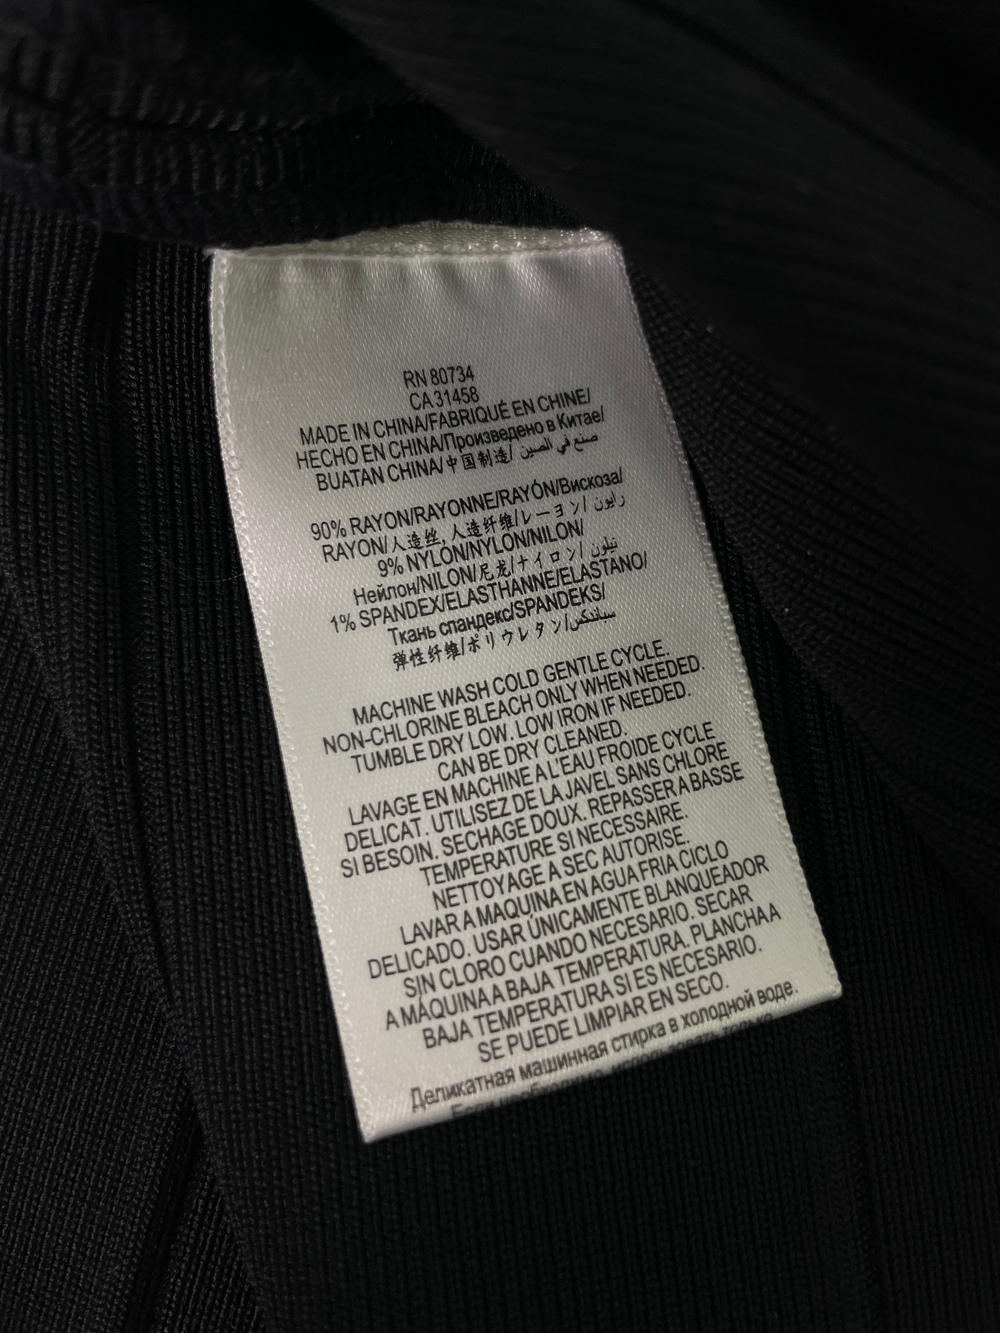 RN 80734
CA 31458
MADE IN CHINA/FABRIQUÉ EN CHINE/
HECHO EN CHINA/Произведено в Китае/
BUATAN CHINA/中国制造/ صنع في الصين
90% RAYON/RAYONNE/RAYÓN/Вискоза/
RAYON/人造丝, 人造纤维/レーヨン/ رايون
9% NYLON/NYLON/NILON/
Нейлон/NILON/尼龙/ナイロン/ نيلون
1% SPANDEX/ELASTHANNE/ELASTANO/
Ткань спандекс/SPANDEKS/
弹性纤维/ポリウレタン/سباندكس
MACHINE WASH COLD GENTLE CYCLE.
NON-CHLORINE BLEACH ONLY WHEN NEEDED.
TUMBLE DRY LOW. LOW IRON IF NEEDED.
CAN BE DRY CLEANED.
LAVAGE EN MACHINE A L'EAU FROIDE CYCLE
DELICAT. UTILISEZ DE LA JAVEL SANS CHLORE
SI BESOIN. SECHAGE DOUX. REPASSER A BASSE
TEMPERATURE SI NECESSAIRE.
NETTOYAGE A SEC AUTORISE.
LAVAR A MAQUINA EN AGUA FRIA CICLO
DELICADO. USAR ÚNICAMENTE BLANQUEADOR
SIN CLORO CUANDO NECESARIO. SECAR
A MÁQUINA A BAJA TEMPERATURA. PLANCHA A
BAJA TEMPERATURA SI ES NECESARIO.
SE PUEDE LIMPIAR EN SECO.
Деликатная машинная стирка в холодной воде.
Если необходимо, использовать только